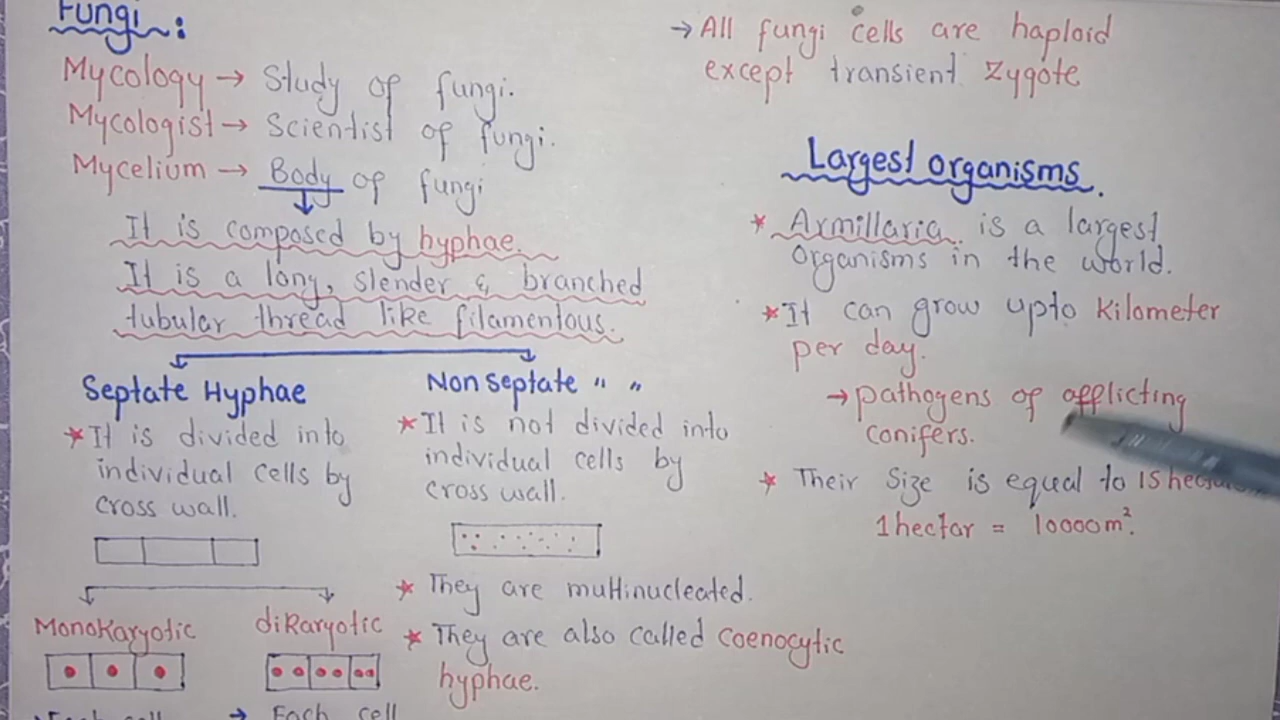 Fungi:
Mycology → Study of fungi.
Mycologist → Scientist of fungi.
Mycelium → Body of fungi
It is composed by hyphae.
It is a long, slender & branched
tubular thread like filamentous.
Septate Hyphae
* It is divided into
individual cells by
cross wall.
Monokaryotic
dikaryotic
→ Each cell
→ Each cell
Non Septate " "
* It is not divided into
individual cells by
cross wall.
* They are multinucleated.
* They are also called coenocytic
hyphae.
→ All fungi cells are haploid
except transient zygote
Largest organisms.
* Armillaria is a largest
organisms in the world.
* It can grow upto kilometer
per day.
→ pathogens of afflicting
conifers.
* Their size is equal to 15
1 hectar = 10000m².